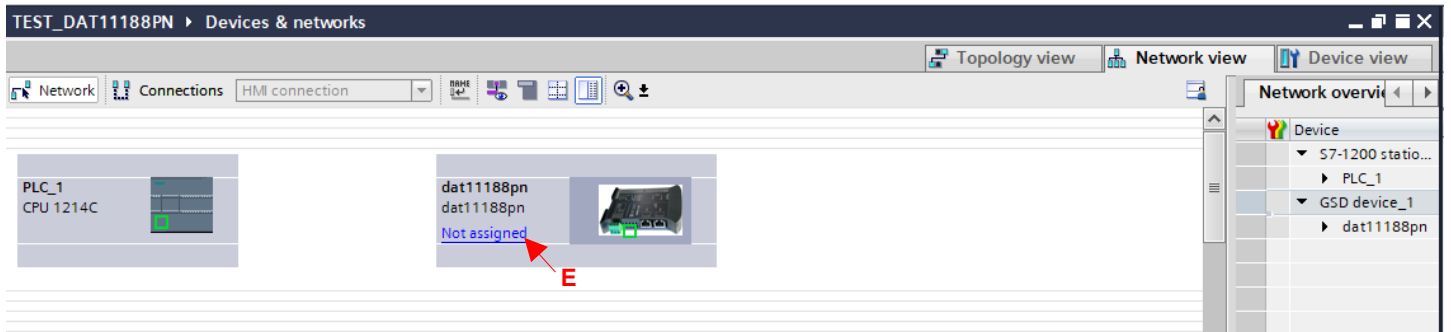 TEST_DAT11188PN ▸ Devices & networks
Topology view Network view Device view
Network Connections HMI connection NAME
Network overvie
Device
S7-1200 statio...
PLC_1
GSD device_1
dat11188pn
PLC_1
CPU 1214C
dat11188pn
dat11188pn
Not assigned
E